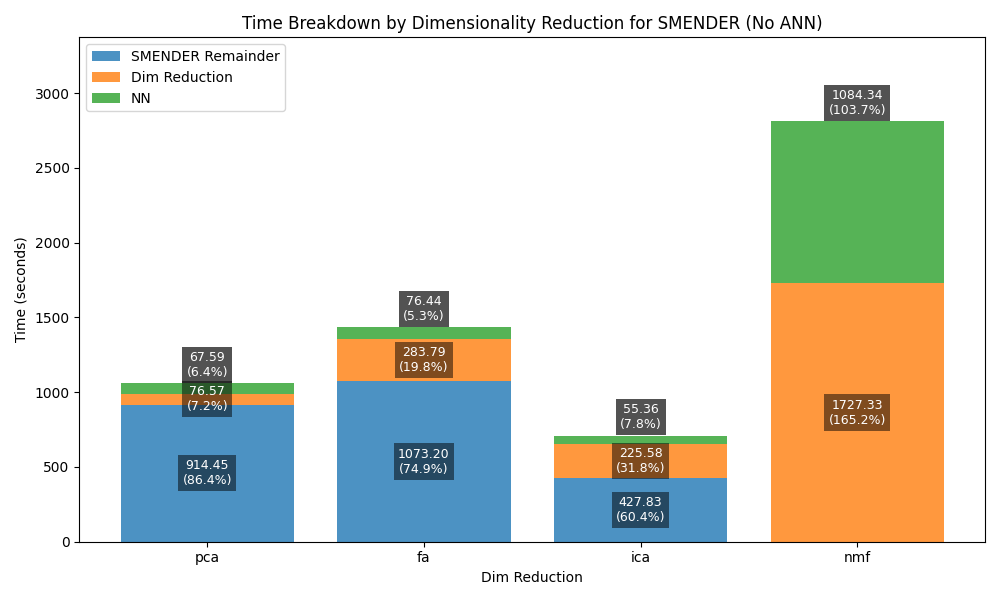 Time Breakdown by Dimensionality Reduction for SMENDER (No ANN)
SMENDER Remainder
Dim Reduction
NN
Time (seconds)
3000
2500
2000
1500
1000
500
0
67.59
(6.4%)
76.57
(7.2%)
914.45
(86.4%)
76.44
(5.3%)
283.79
(19.8%)
1073.20
(74.9%)
55.36
(7.8%)
225.58
(31.8%)
427.83
(60.4%)
1084.34
(103.7%)
1727.33
(165.2%)
pca
fa
ica
nmf
Dim Reduction